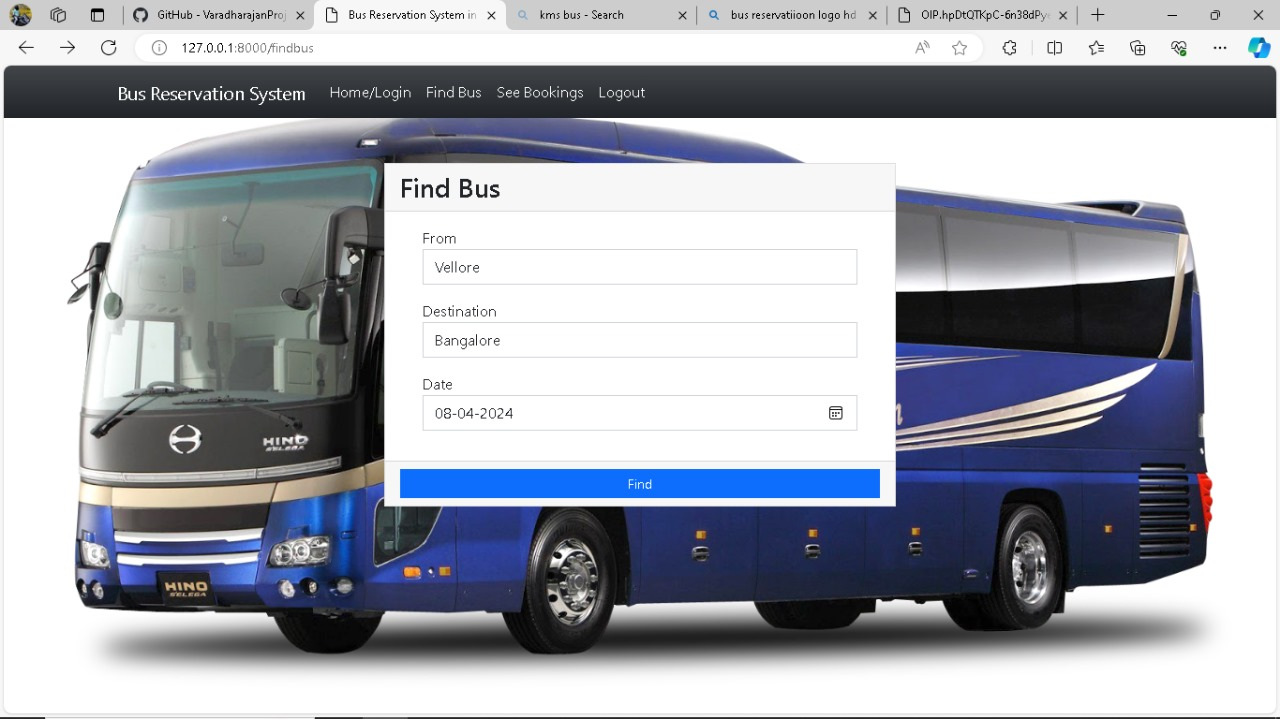 GitHub - VaradharajanProj
Bus Reservation System in
kms bus - Search
bus reservatiioon logo hd
OIP.hpDtQTKpC-6n38dPy
127.0.0.1:8000/findbus
Bus Reservation System Home/Login Find Bus See Bookings Logout
Find Bus
From
Vellore
Destination
Bangalore
Date
08-04-2024
Find
HINO
SELEGA
HINO
SELEGA